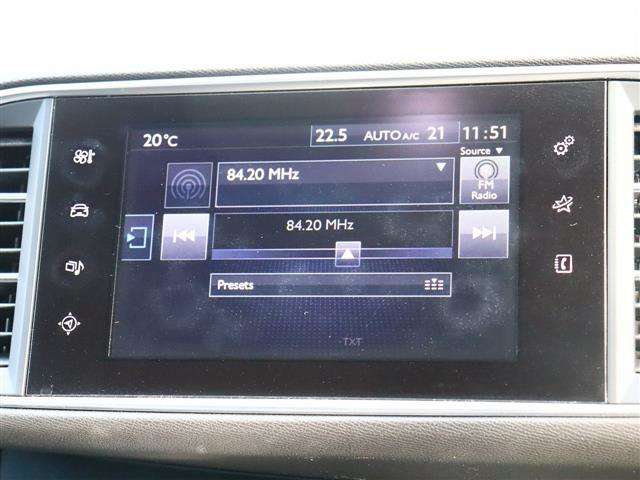 20 °C 22.5 AUTO A/C 21 11:51
Source ▼
84.20 MHz ▼
FM
Radio
84.20 MHz
Presets
TXT